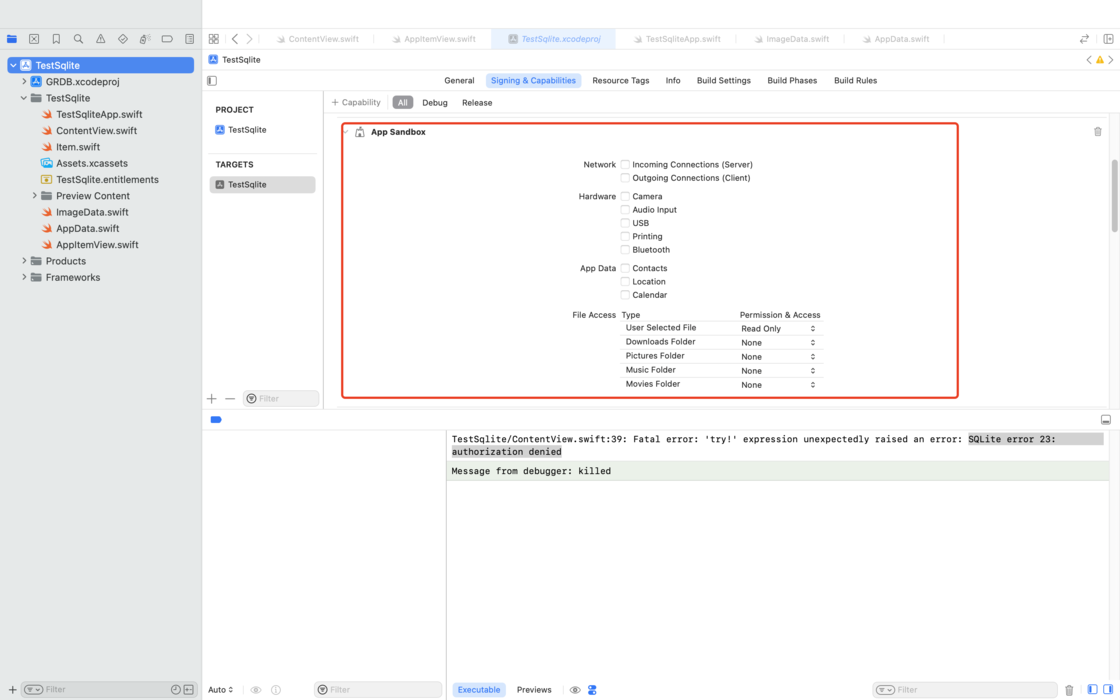 ContentView.swift
AppItemView.swift
TestSqlite.xcodeproj
TestSqliteApp.swift
ImageData.swift
AppData.swift
TestSqlite
GRDB.xcodeproj
TestSqlite
TestSqliteApp.swift
ContentView.swift
Item.swift
Assets.xcassets
TestSqlite.entitlements
Preview Content
ImageData.swift
AppData.swift
AppItemView.swift
Products
Frameworks
Filter
TestSqlite
General Signing & Capabilities Resource Tags Info Build Settings Build Phases Build Rules
PROJECT
TestSqlite
TARGETS
TestSqlite
Filter
+ Capability All Debug Release
App Sandbox
Network Incoming Connections (Server)
Outgoing Connections (Client)
Hardware Camera
Audio Input
USB
Printing
Bluetooth
App Data Contacts
Location
Calendar
File Access Type Permission & Access
User Selected File Read Only
Downloads Folder None
Pictures Folder None
Music Folder None
Movies Folder None
TestSqlite/ContentView.swift:39: Fatal error: 'try!' expression unexpectedly raised an error: SQLite error 23:
authorization denied
Message from debugger: killed
Auto
Filter
Executable Previews
Filter